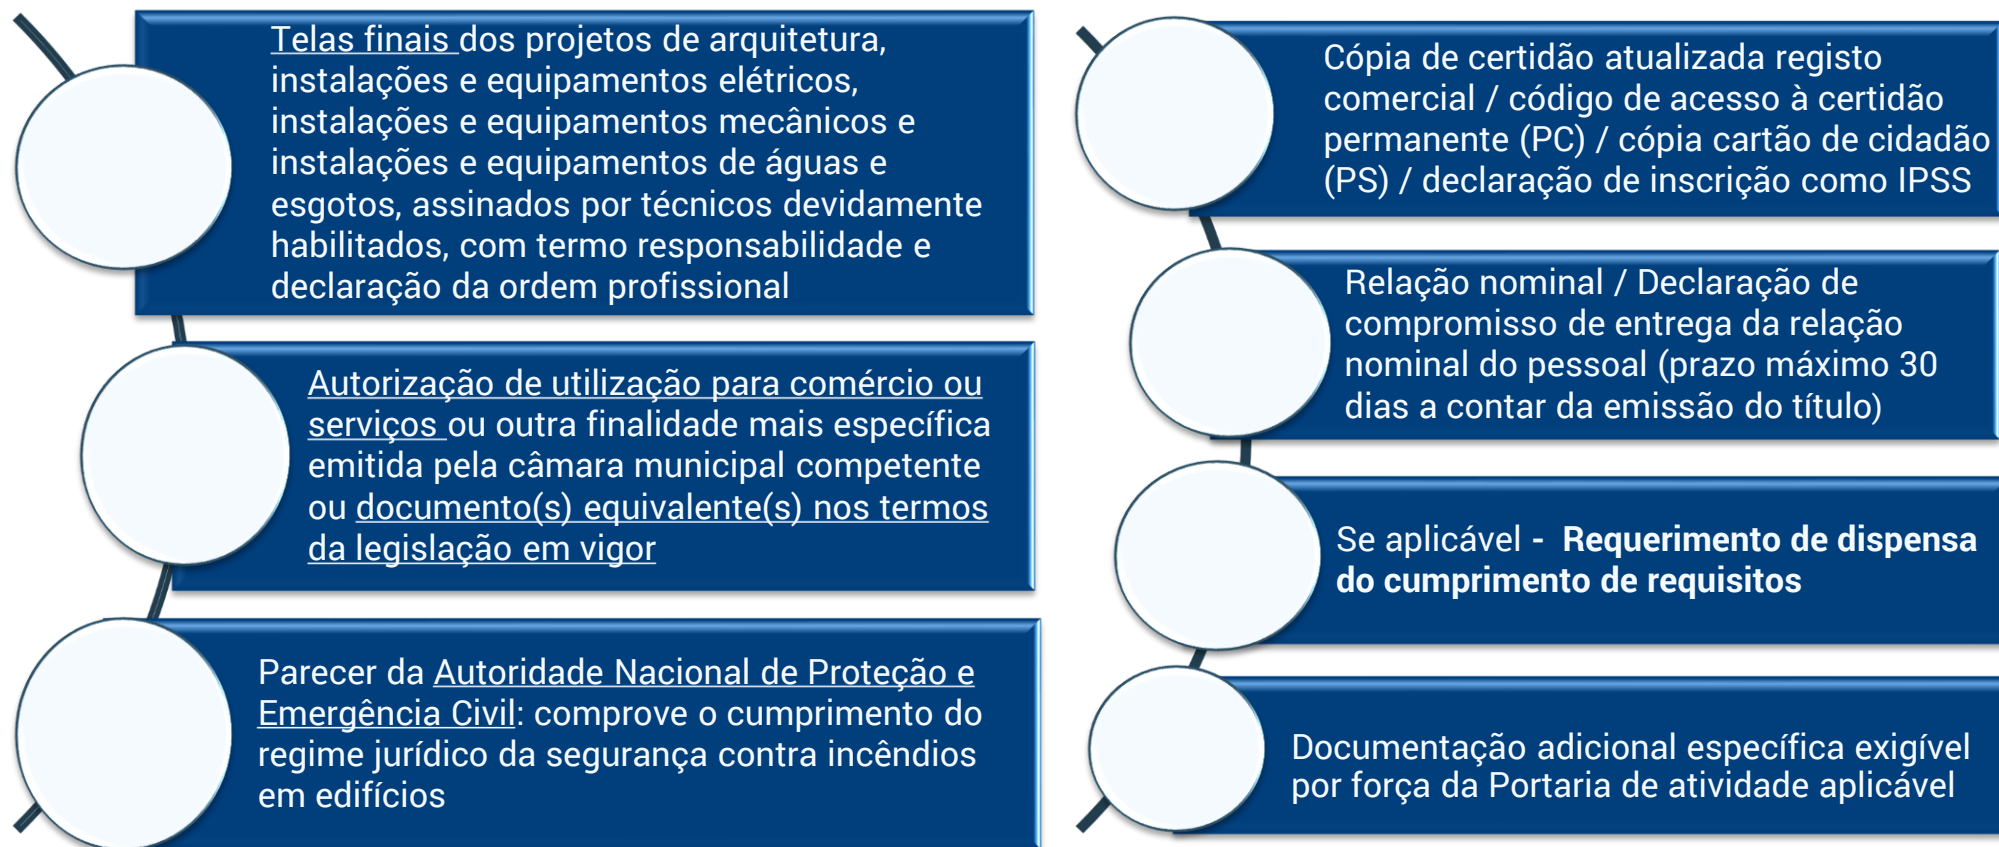 Telas finais dos projetos de arquitetura,
instalações e equipamentos elétricos,
instalações e equipamentos mecânicos e
instalações e equipamentos de águas e
esgotos, assinados por técnicos devidamente
habilitados, com termo responsabilidade e
declaração da ordem profissional
Autorização de utilização para comércio ou
serviços ou outra finalidade mais específica
emitida pela câmara municipal competente
ou documento(s) equivalente(s) nos termos
da legislação em vigor
Parecer da Autoridade Nacional de Proteção e
Emergência Civil: comprove o cumprimento do
regime jurídico da segurança contra incêndios
em edifícios
Cópia de certidão atualizada registo
comercial / código de acesso à certidão
permanente (PC) / cópia cartão de cidadão
(PS) / declaração de inscrição como IPSS
Relação nominal / Declaração de
compromisso de entrega da relação
nominal do pessoal (prazo máximo 30
dias a contar da emissão do título)
Se aplicável - Requerimento de dispensa
do cumprimento de requisitos
Documentação adicional específica exigível
por força da Portaria de atividade aplicável